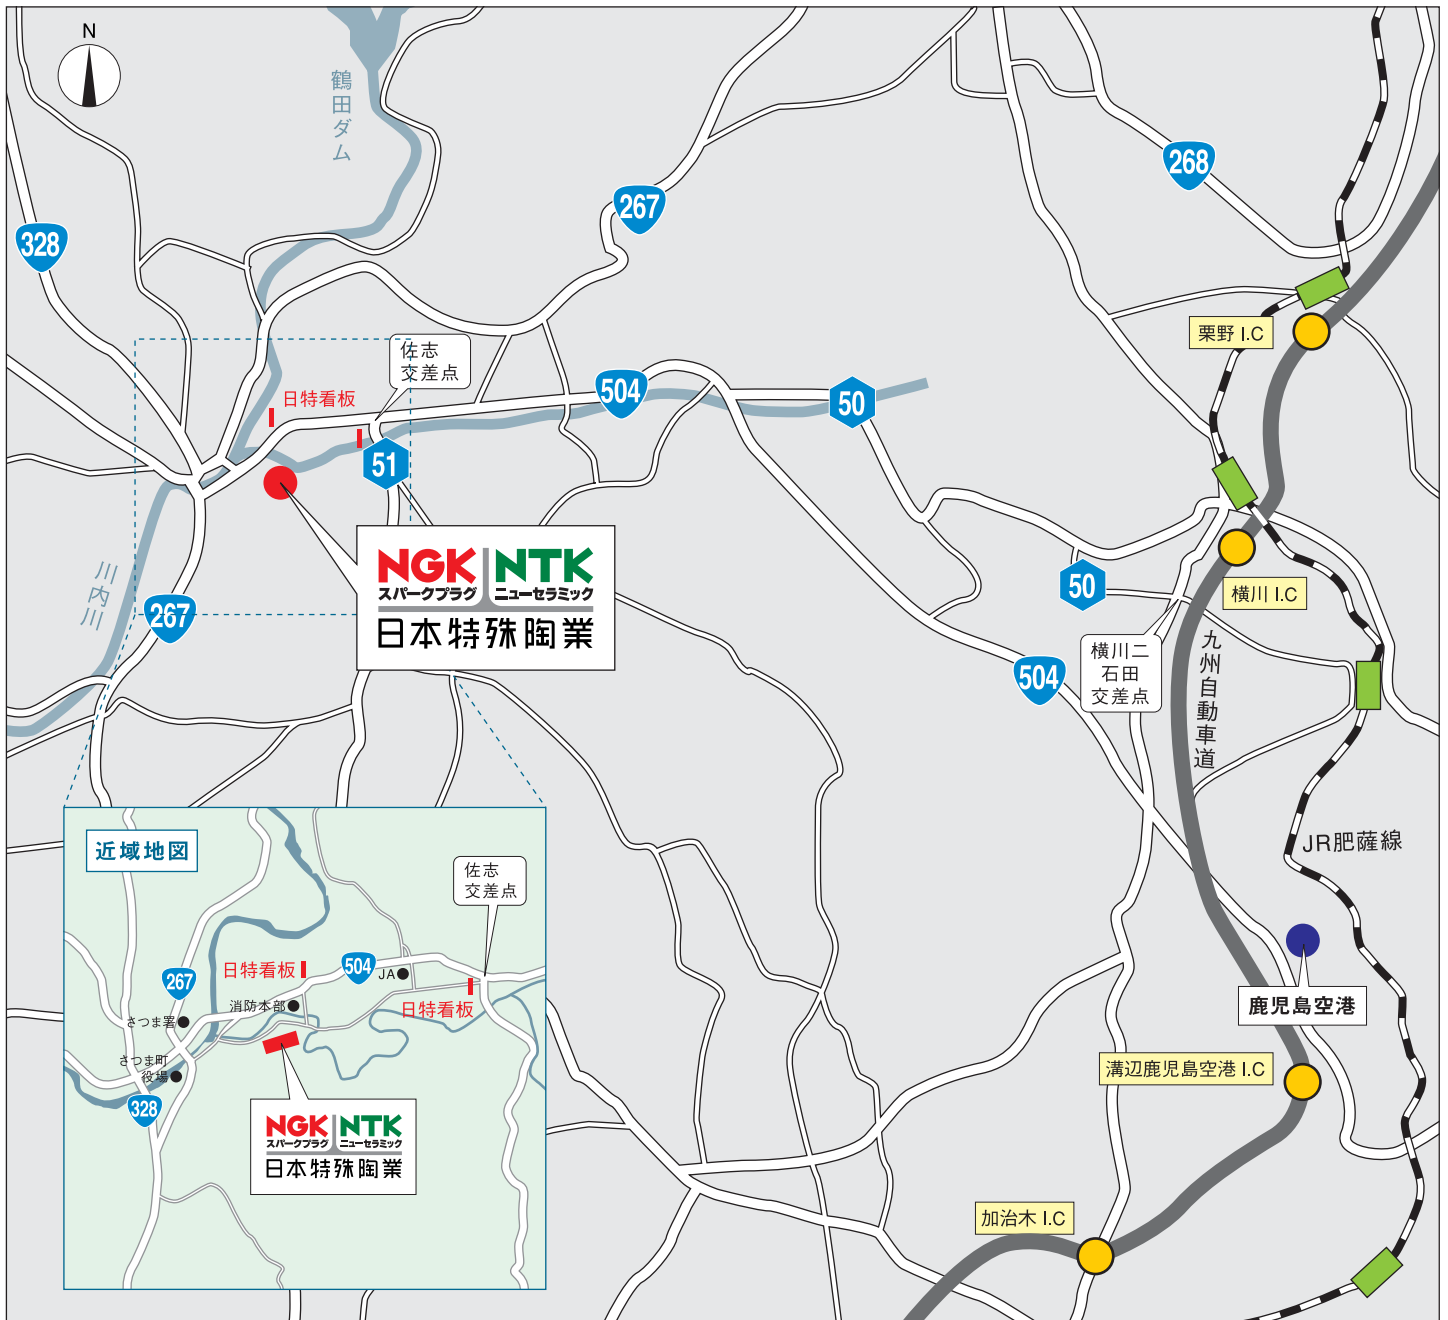 N
鶴田ダム
268
267
328
栗野 I.C
佐志
交差点
504
50
日特看板
51
NGK
スパークプラグ
NTK
ニューセラミック
日本特殊陶業
川内川
267
50
横川 I.C
横川二
石田
交差点
九州自動車道
504
JR肥薩線
鹿児島空港
溝辺鹿児島空港 I.C
加治木 I.C
近域地図
佐志
交差点
日特看板
504
JA
267
消防本部
日特看板
さつま署
さつま町
役場
328
NGK
スパークプラグ
NTK
ニューセラミック
日本特殊陶業